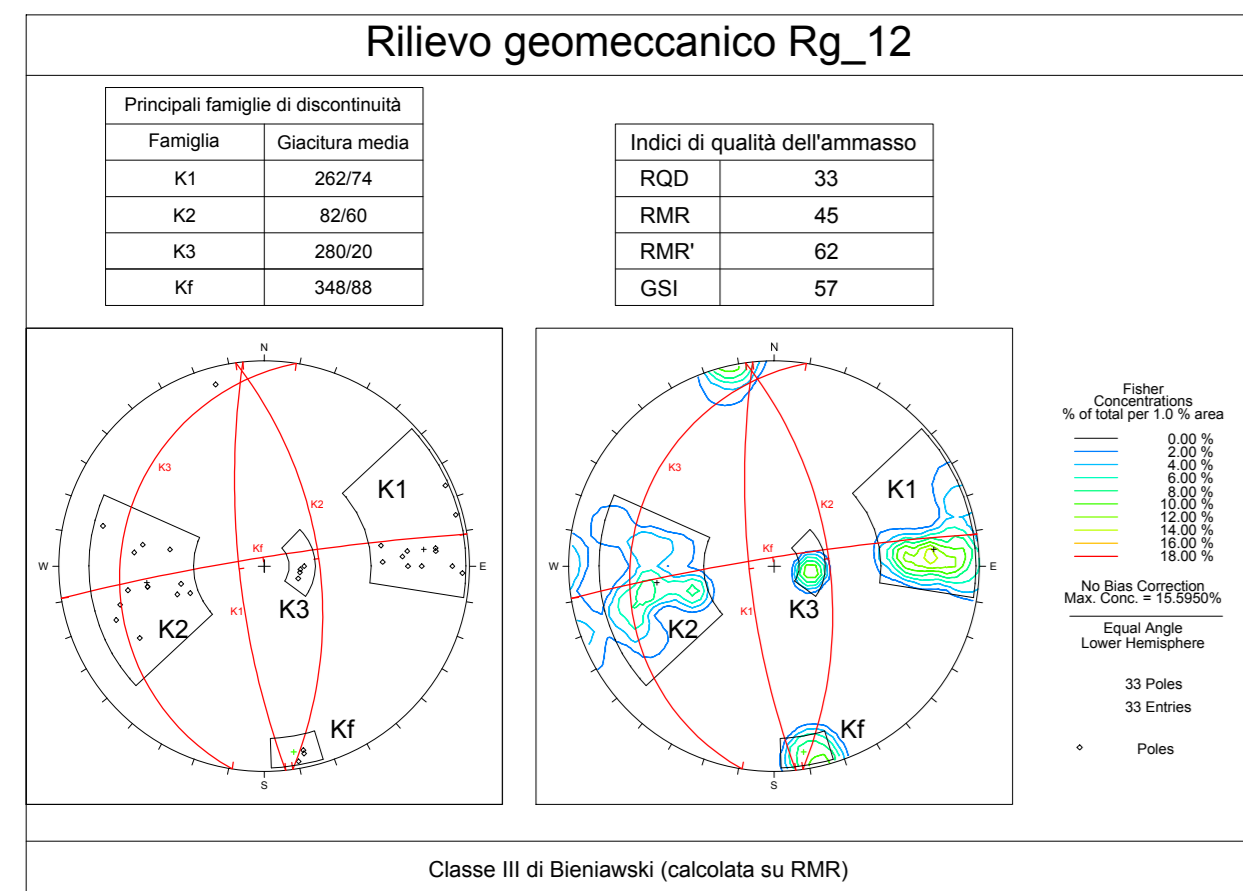 Rilievo geomeccanico Rg_12
Principali famiglie di discontinuità
Famiglia Giacitura media
K1 262/74
K2 82/60
K3 280/20
Kf 348/88
Indici di qualità dell'ammasso
RQD 33
RMR 45
RMR' 62
GSI 57
N
K3
K1
K2
Kf
W
E
K1
K3
K2
Kf
S
N
K3
K1
K2
Kf
W
E
K1
K3
K2
Kf
S
Fisher
Concentrations
% of total per 1.0 % area
0.00 %
2.00 %
4.00 %
6.00 %
8.00 %
10.00 %
12.00 %
14.00 %
16.00 %
18.00 %
No Bias Correction
Max. Conc. = 15.5950%
Equal Angle
Lower Hemisphere
33 Poles
33 Entries
Poles
Classe III di Bieniawski (calcolata su RMR)